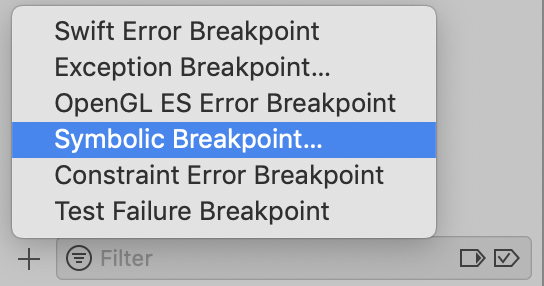 Swift Error Breakpoint
Exception Breakpoint...
OpenGL ES Error Breakpoint
Symbolic Breakpoint...
Constraint Error Breakpoint
Test Failure Breakpoint
Filter